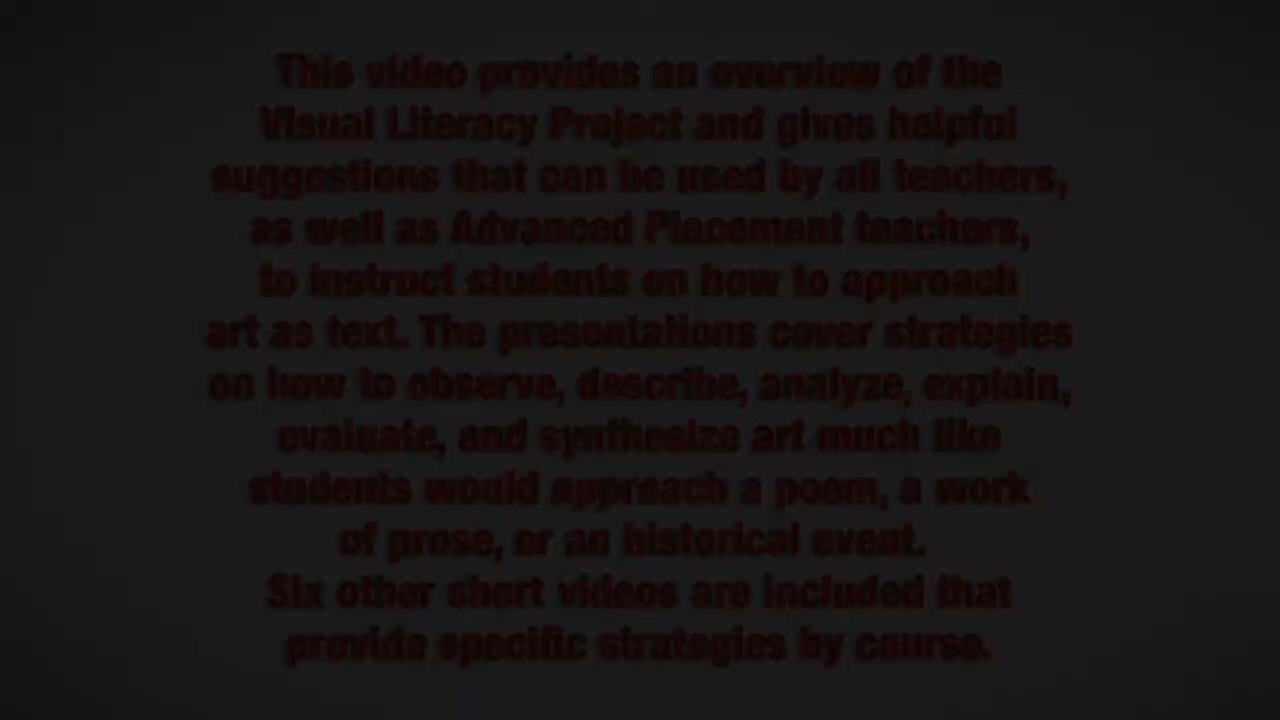 This video provides an overview of the
Visual Literacy Project and gives helpful
suggestions that can be used by all teachers,
as well as Advanced Placement teachers,
to instruct students on how to approach
art as text. The presentations cover strategies
on how to observe, describe, analyze, explain,
evaluate, and synthesize art much like
students would approach a poem, a work
of prose, or an historical event.
Six other short videos are included that
provide specific strategies by course.